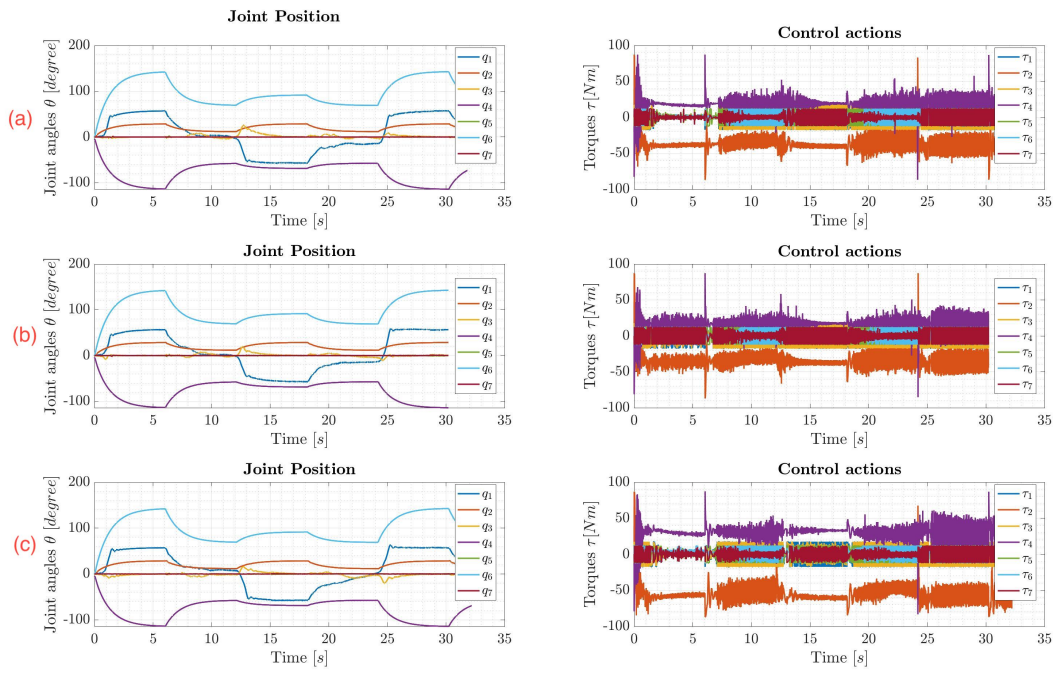 Joint Position
Control actions
(a)
Joint angles θ [degree]
200
100
0
-100
0 5 10 15 20 25 30 35
Time [s]
q1
q2
q3
q4
q5
q6
q7
Torques τ [Nm]
100
50
0
-50
-100
0 5 10 15 20 25 30 35
Time [s]
τ1
τ2
τ3
τ4
τ5
τ6
τ7
Joint Position
Control actions
(b)
Joint angles θ [degree]
200
100
0
-100
0 5 10 15 20 25 30 35
Time [s]
q1
q2
q3
q4
q5
q6
q7
Torques τ [Nm]
100
50
0
-50
-100
0 5 10 15 20 25 30 35
Time [s]
τ1
τ2
τ3
τ4
τ5
τ6
τ7
Joint Position
Control actions
(c)
Joint angles θ [degree]
200
100
0
-100
0 5 10 15 20 25 30 35
Time [s]
q1
q2
q3
q4
q5
q6
q7
Torques τ [Nm]
100
50
0
-50
-100
0 5 10 15 20 25 30 35
Time [s]
τ1
τ2
τ3
τ4
τ5
τ6
τ7